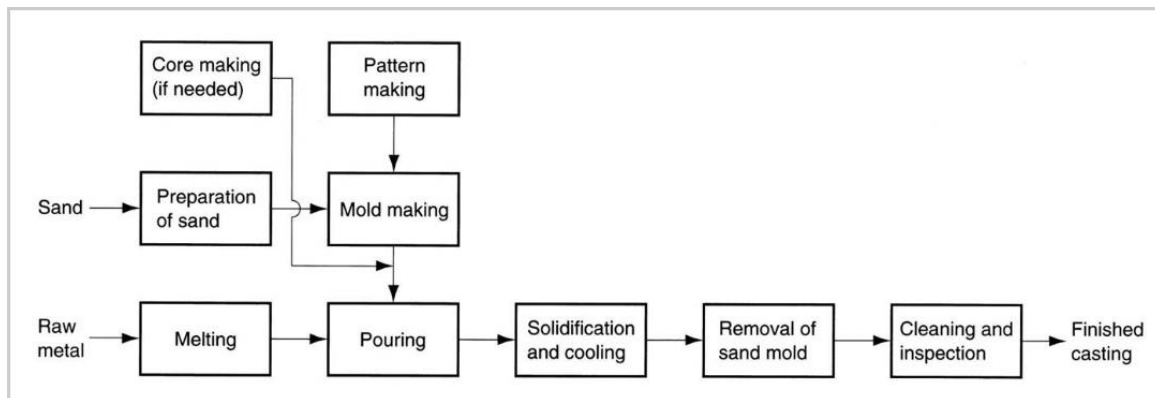 Core making
(if needed)
Pattern
making
Sand
Preparation
of sand
Mold making
Raw
metal
Melting
Pouring
Solidification
and cooling
Removal of
sand mold
Cleaning and
inspection
Finished
casting